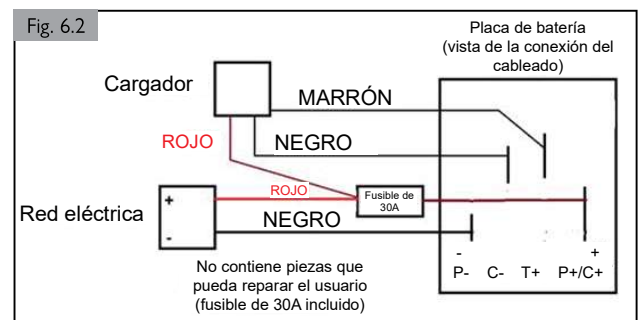 Fig. 6.2
Placa de batería
(vista de la conexión del
cableado)
Cargador
MARRÓN
ROJO
NEGRO
ROJO
Fusible de
30A
Red eléctrica
+
-
NEGRO
No contiene piezas que
pueda reparar el usuario
(fusible de 30A incluido)
- +
P- C- T+ P+/C+